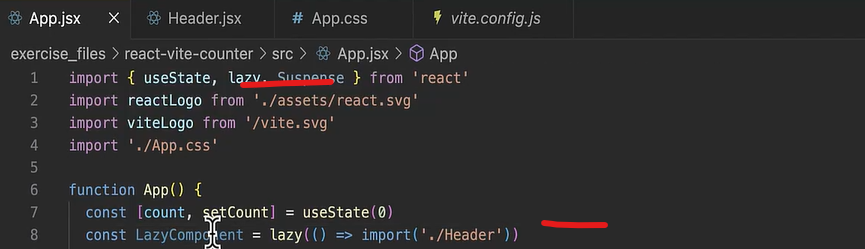 App.jsx
Header.jsx
# App.css
vite.config.js
exercise_files > react-vite-counter > src > App.jsx > App
1 import { useState, lazy, Suspense } from 'react'
2 import reactLogo from './assets/react.svg'
3 import viteLogo from '/vite.svg'
4 import './App.css'
5
6 function App() {
7 const [count, setCount] = useState(0)
8 const LazyComponent = lazy(() => import('./Header'))